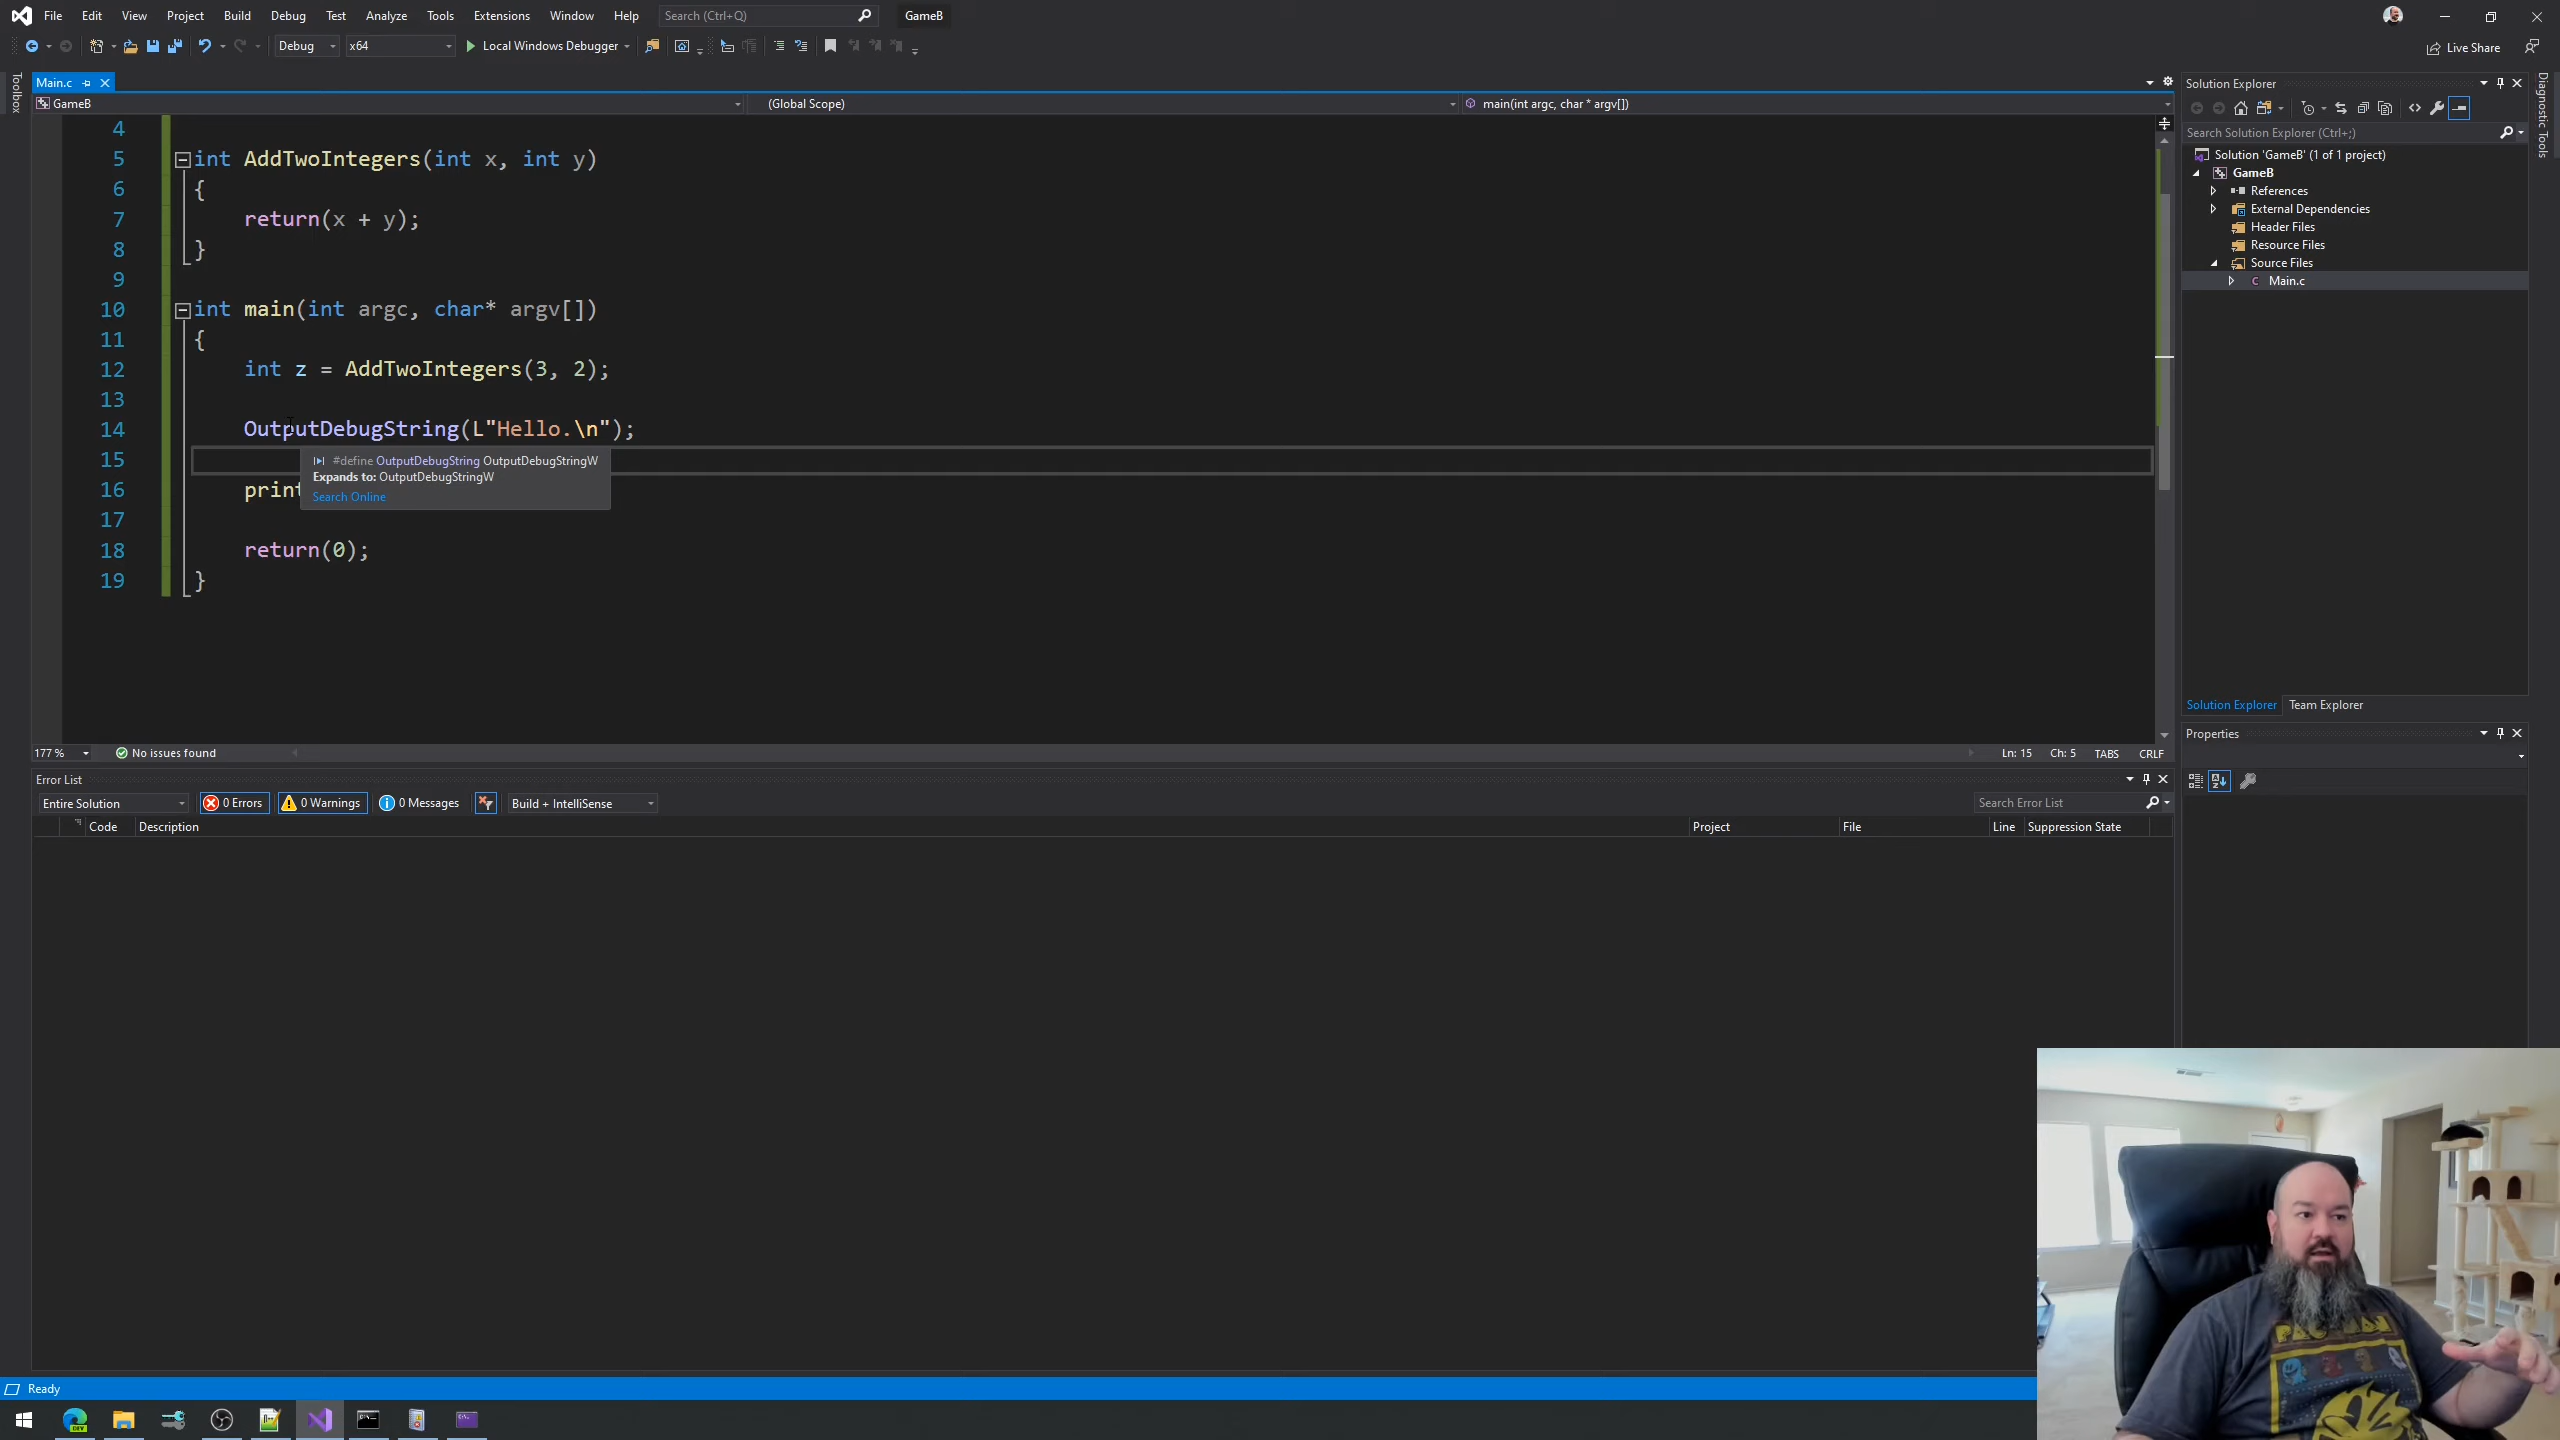 File Edit View Project Build Debug Test Analyze Tools Extensions Window Help Search (Ctrl+Q) GameB
Debug x64 Local Windows Debugger Live Share
Toolbox
Main.c
GameB (Global Scope) main(int argc, char * argv[])
4
5 int AddTwoIntegers(int x, int y)
6 {
7 return(x + y);
8 }
9
10 int main(int argc, char* argv[])
11 {
12 int z = AddTwoIntegers(3, 2);
13
14 OutputDebugString(L"Hello.\n");
15
#define OutputDebugString OutputDebugStringW
Expands to: OutputDebugStringW
Search Online
16 print
17
18 return(0);
19 }
177 % No issues found Ln: 15 Ch: 5 TABS CRLF
Error List
Entire Solution 0 Errors 0 Warnings 0 Messages Build + IntelliSense Search Error List
Code Description Project File Line Suppression State
Solution Explorer
Search Solution Explorer (Ctrl+;)
Solution 'GameB' (1 of 1 project)
GameB
References
External Dependencies
Header Files
Resource Files
Source Files
Main.c
Solution Explorer Team Explorer
Properties
Diagnostic Tools
Ready
DEV
PAC-MAN